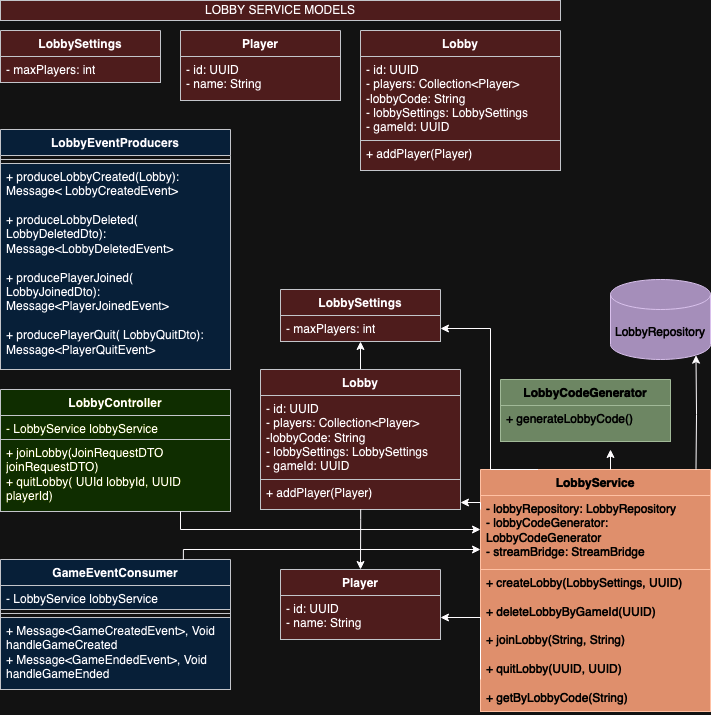 LOBBY SERVICE MODELS
LobbySettings
- maxPlayers: int
Player
- id: UUID
- name: String
Lobby
- id: UUID
- players: Collection<Player>
-lobbyCode: String
- lobbySettings: LobbySettings
- gameId: UUID
+ addPlayer(Player)
LobbyEventProducers
+ produceLobbyCreated(Lobby):
Message< LobbyCreatedEvent>
+ produceLobbyDeleted(
LobbyDeletedDto):
Message<LobbyDeletedEvent>
+ producePlayerJoined(
LobbyJoinedDto):
Message<PlayerJoinedEvent>
+ producePlayerQuit( LobbyQuitDto):
Message<PlayerQuitEvent>
LobbySettings
- maxPlayers: int
LobbyRepository
Lobby
- id: UUID
- players: Collection<Player>
-lobbyCode: String
- lobbySettings: LobbySettings
- gameId: UUID
+ addPlayer(Player)
LobbyCodeGenerator
+ generateLobbyCode()
LobbyController
- LobbyService lobbyService
+ joinLobby(JoinRequestDTO
joinRequestDTO)
+ quitLobby( UUId lobbyId, UUID
playerId)
LobbyService
- lobbyRepository: LobbyRepository
- lobbyCodeGenerator:
LobbyCodeGenerator
- streamBridge: StreamBridge
+ createLobby(LobbySettings, UUID)
+ deleteLobbyByGameId(UUID)
+ joinLobby(String, String)
+ quitLobby(UUID, UUID)
+ getByLobbyCode(String)
GameEventConsumer
- LobbyService lobbyService
+ Message<GameCreatedEvent>, Void
handleGameCreated
+ Message<GameEndedEvent>, Void
handleGameEnded
Player
- id: UUID
- name: String